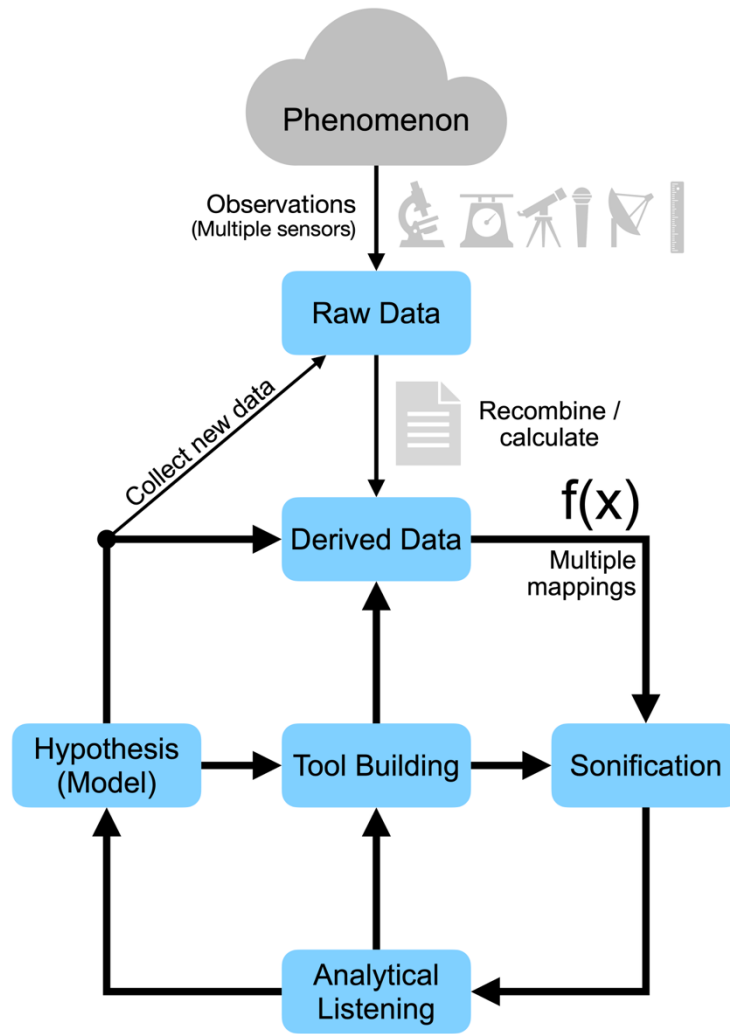 Phenomenon
Observations
(Multiple sensors)
Raw Data
Collect new data
Recombine /
calculate
Derived Data
f(x)
Multiple
mappings
Hypothesis
(Model)
Tool Building
Sonification
Analytical
Listening